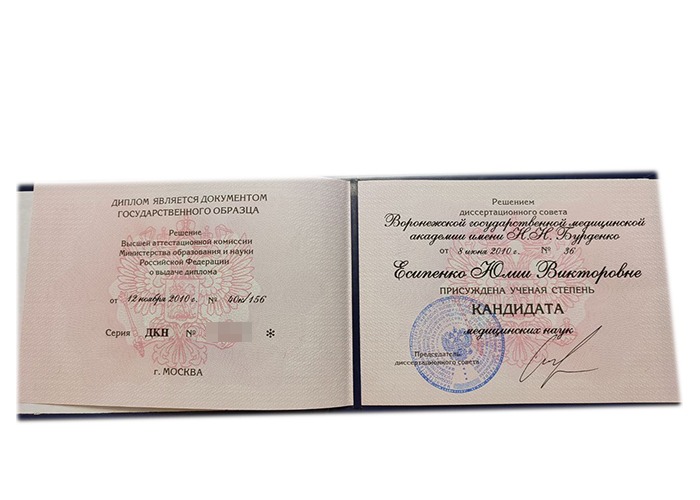 ДИПЛОМ ЯВЛЯЕТСЯ ДОКУМЕНТОМ
ГОСУДАРСТВЕННОГО ОБРАЗЦА
Решение
Высшей аттестационной комиссии
Министерства образования и науки
Российской Федерации
о выдаче диплома
от 12 ноября 2010 г. № 40к/156
Серия ДКН № *
г. МОСКВА
Решением
диссертационного совета
Воронежской государственной медицинской
академии имени Н.Н. Бурденко
от 8 июня 2010 г. № 36
Есипенко Юлии Викторовне
ПРИСУЖДЕНА УЧЕНАЯ СТЕПЕНЬ
КАНДИДАТА
медицинских наук
Председатель
диссертационного совета